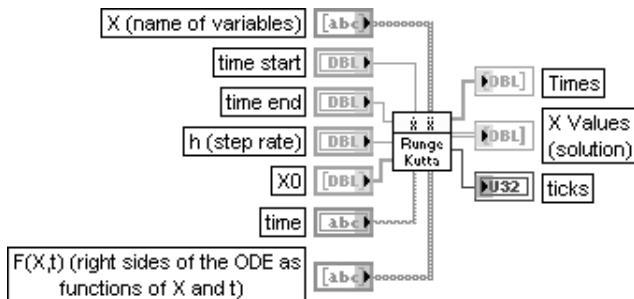 X (name of variables)
[abc]
time start
DBL
time end
DBL
h (step rate)
DBL
X0
[DBL]
time
abc
F(X,t) (right sides of the ODE as
functions of X and t)
[abc]
Ẋ Ẍ
Runge
Kutta
[DBL]
Times
[DBL]
X Values
(solution)
U32
ticks